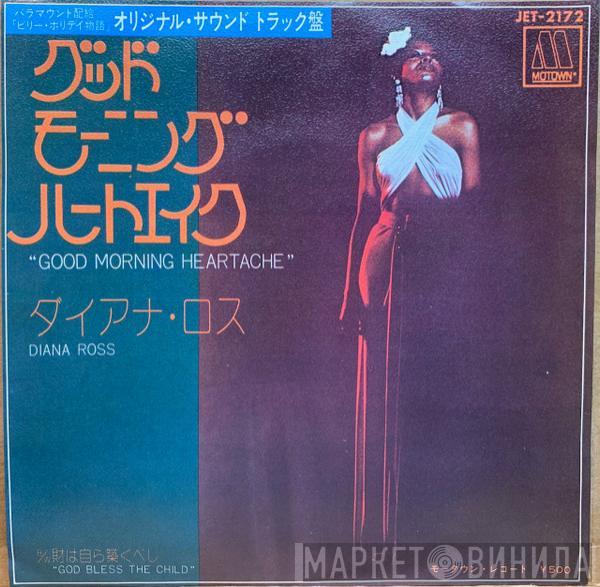 パラマウント配給
「ビリー・ホリデイ物語」オリジナル・サウンドトラック盤
JET-2172
M
MOTOWN®
グッド
モーニング
ハートエイク
"GOOD MORNING HEARTACHE"
ダイアナ・ロス
DIANA ROSS
c/w財は自ら築くべし
"GOD BLESS THE CHILD"
モータウン・レコード ¥500
МАРКЕТ ВИНИЛА